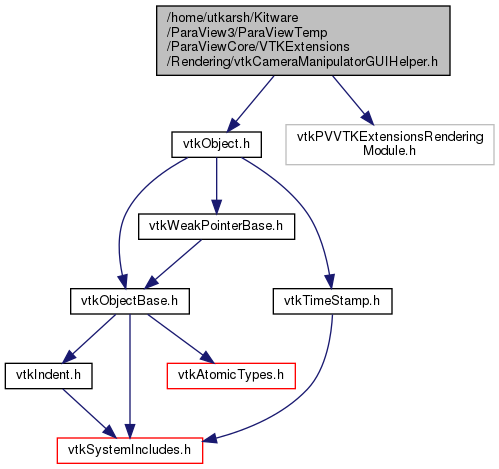 /home/utkarsh/Kitware
/ParaView3/ParaViewTemp
/ParaViewCore/VTKExtensions
/Rendering/vtkCameraManipulatorGUIHelper.h
vtkObject.h
vtkPVVTKExtensionsRendering
Module.h
vtkWeakPointerBase.h
vtkObjectBase.h
vtkTimeStamp.h
vtkIndent.h
vtkAtomicTypes.h
vtkSystemIncludes.h